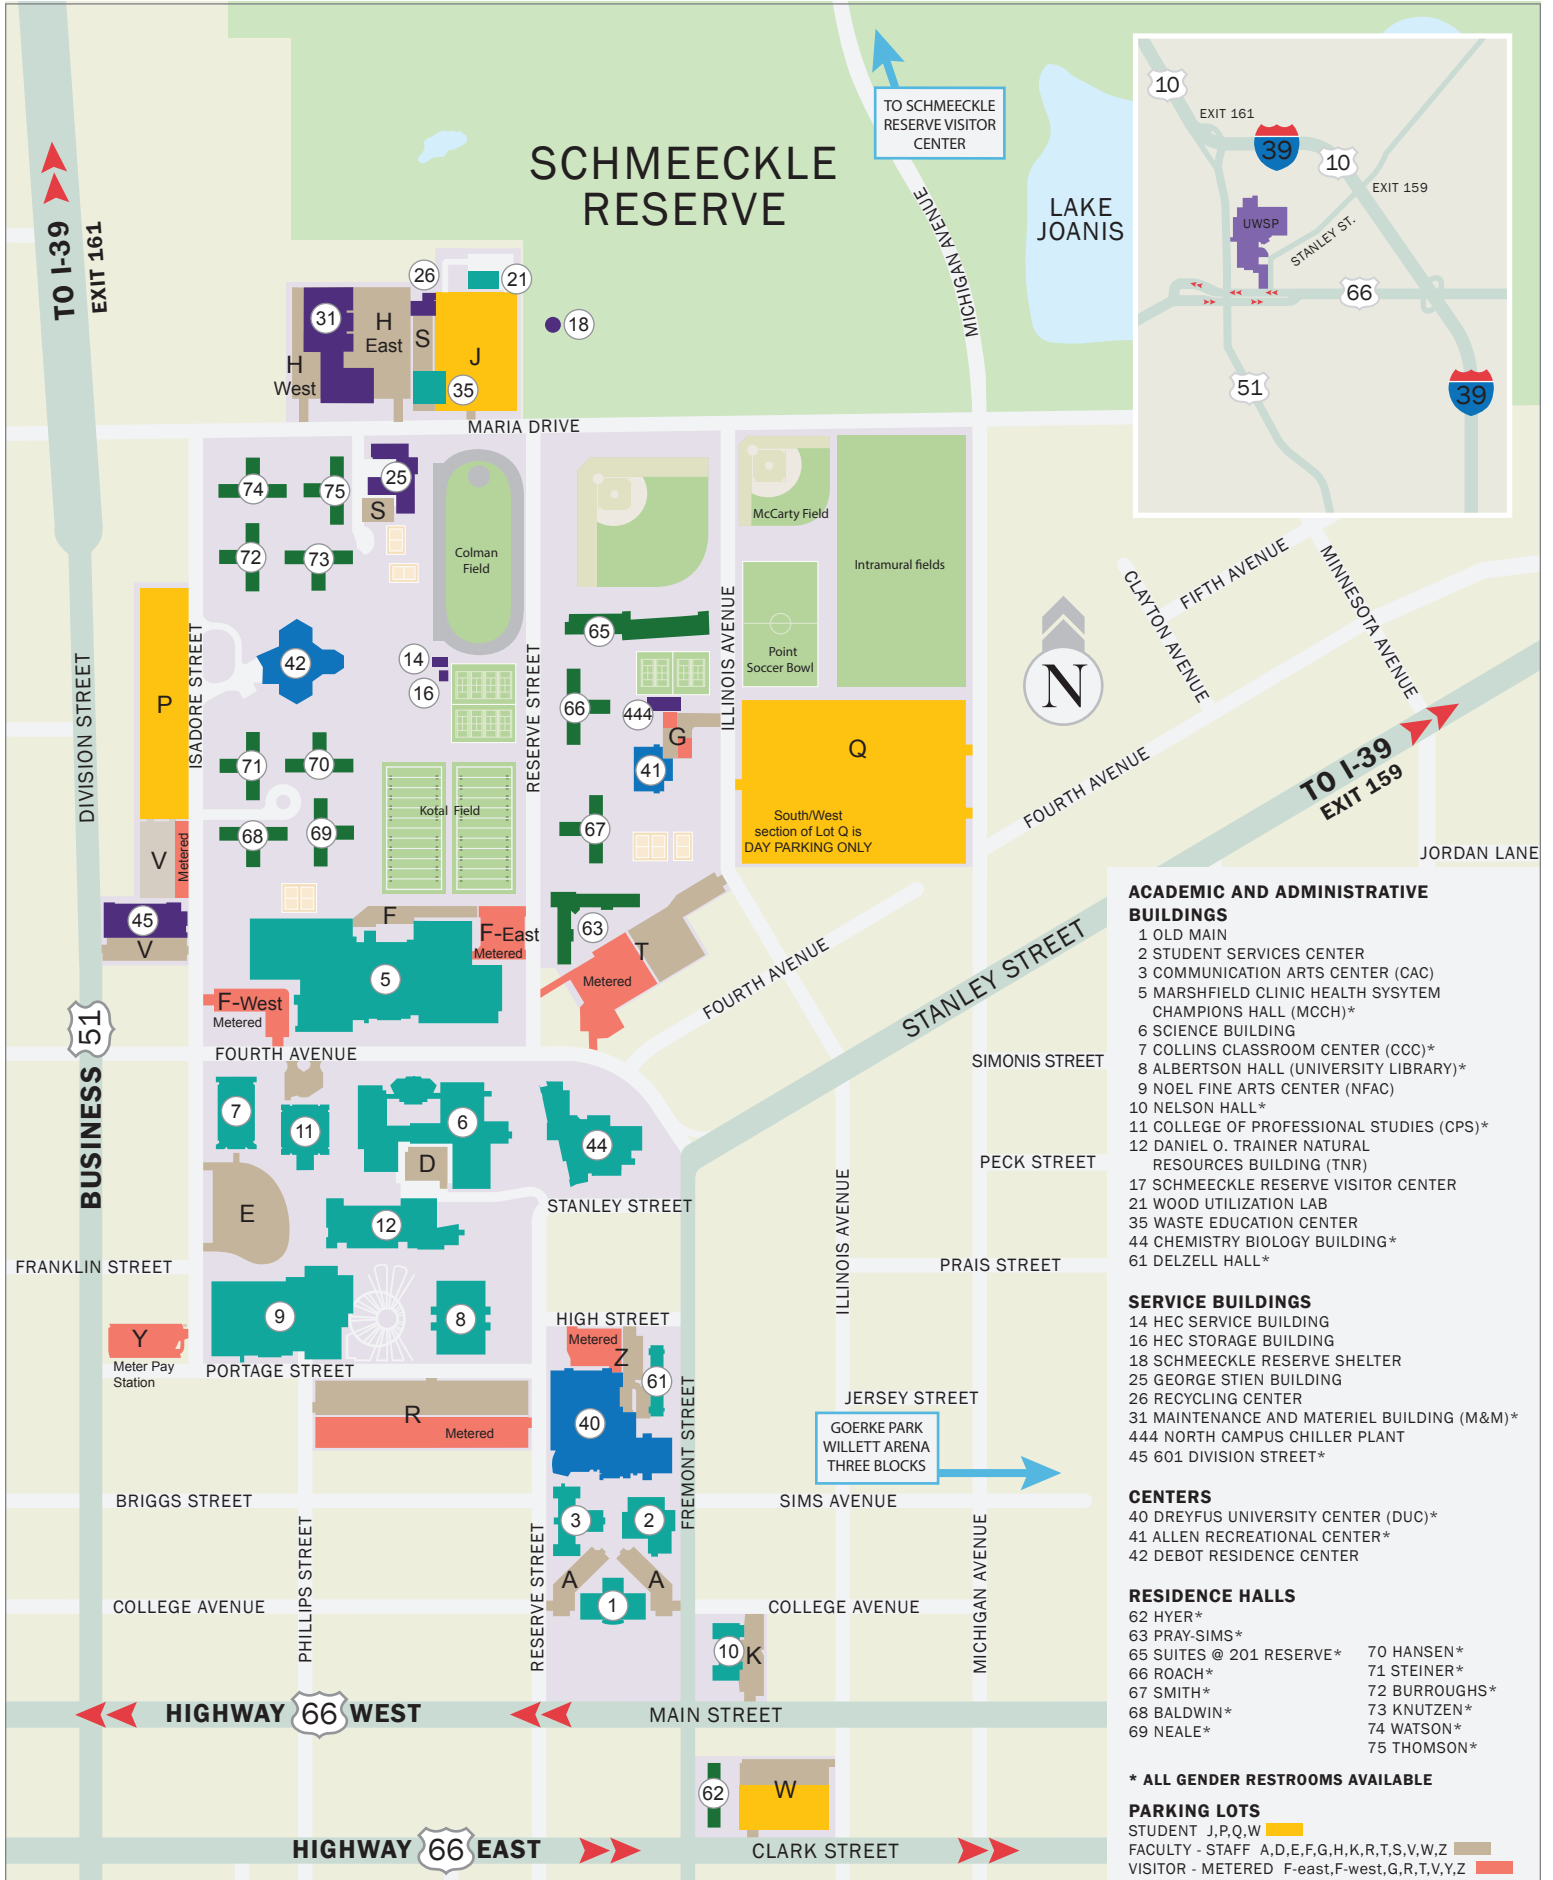 SCHMEECKLE
RESERVE
TO SCHMEECKLE
RESERVE VISITOR
CENTER
LAKE
JOANIS
MICHIGAN AVENUE
10
EXIT 161
39
10
EXIT 159
UWSP
STANLEY ST.
66
51
39
TO I-39
EXIT 161
26
21
31
H
East
S
J
18
H
West
35
MARIA DRIVE
74
75
25
S
72
73
Colman
Field
McCarty Field
Intramural fields
FIFTH AVENUE
CLAYTON AVENUE
MINNESOTA AVENUE
ILLINOIS AVENUE
65
Point
Soccer Bowl
ISADORE STREET
42
14
16
RESERVE STREET
N
DIVISION STREET
P
66
444
G
41
Q
71
70
Kotal Field
South/West
section of Lot Q is
DAY PARKING ONLY
TO I-39
EXIT 159
FOURTH AVENUE
68
69
67
V
Metered
JORDAN LANE
45
V
F
F-East
Metered
63
T
Metered
5
F-West
Metered
FOURTH AVENUE
STANLEY STREET
51
BUSINESS
FOURTH AVENUE
SIMONIS STREET
7
11
6
44
D
PECK STREET
E
12
STANLEY STREET
ILLINOIS AVENUE
FRANKLIN STREET
PRAIS STREET
9
8
HIGH STREET
Metered
Y
Meter Pay
Station
PORTAGE STREET
Z
61
R
Metered
40
FREMONT STREET
JERSEY STREET
GOERKE PARK
WILLETT ARENA
THREE BLOCKS
BRIGGS STREET
SIMS AVENUE
3
2
PHILLIPS STREET
RESERVE STREET
MICHIGAN AVENUE
A
A
1
COLLEGE AVENUE
COLLEGE AVENUE
10
K
HIGHWAY 66 WEST
MAIN STREET
62
W
HIGHWAY 66 EAST
CLARK STREET
ACADEMIC AND ADMINISTRATIVE
BUILDINGS
1 OLD MAIN
2 STUDENT SERVICES CENTER
3 COMMUNICATION ARTS CENTER (CAC)
5 MARSHFIELD CLINIC HEALTH SYSYTEM
CHAMPIONS HALL (MCCH)*
6 SCIENCE BUILDING
7 COLLINS CLASSROOM CENTER (CCC)*
8 ALBERTSON HALL (UNIVERSITY LIBRARY)*
9 NOEL FINE ARTS CENTER (NFAC)
10 NELSON HALL*
11 COLLEGE OF PROFESSIONAL STUDIES (CPS)*
12 DANIEL O. TRAINER NATURAL
RESOURCES BUILDING (TNR)
17 SCHMEECKLE RESERVE VISITOR CENTER
21 WOOD UTILIZATION LAB
35 WASTE EDUCATION CENTER
44 CHEMISTRY BIOLOGY BUILDING*
61 DELZELL HALL*
SERVICE BUILDINGS
14 HEC SERVICE BUILDING
16 HEC STORAGE BUILDING
18 SCHMEECKLE RESERVE SHELTER
25 GEORGE STIEN BUILDING
26 RECYCLING CENTER
31 MAINTENANCE AND MATERIEL BUILDING (M&M)*
444 NORTH CAMPUS CHILLER PLANT
45 601 DIVISION STREET*
CENTERS
40 DREYFUS UNIVERSITY CENTER (DUC)*
41 ALLEN RECREATIONAL CENTER*
42 DEBOT RESIDENCE CENTER
RESIDENCE HALLS
62 HYER*
63 PRAY-SIMS*
65 SUITES @ 201 RESERVE*
66 ROACH*
67 SMITH*
68 BALDWIN*
69 NEALE*
70 HANSEN*
71 STEINER*
72 BURROUGHS*
73 KNUTZEN*
74 WATSON*
75 THOMSON*
* ALL GENDER RESTROOMS AVAILABLE
PARKING LOTS
STUDENT J,P,Q,W
FACULTY - STAFF A,D,E,F,G,H,K,R,T,S,V,W,Z
VISITOR - METERED F-east,F-west,G,R,T,V,Y,Z